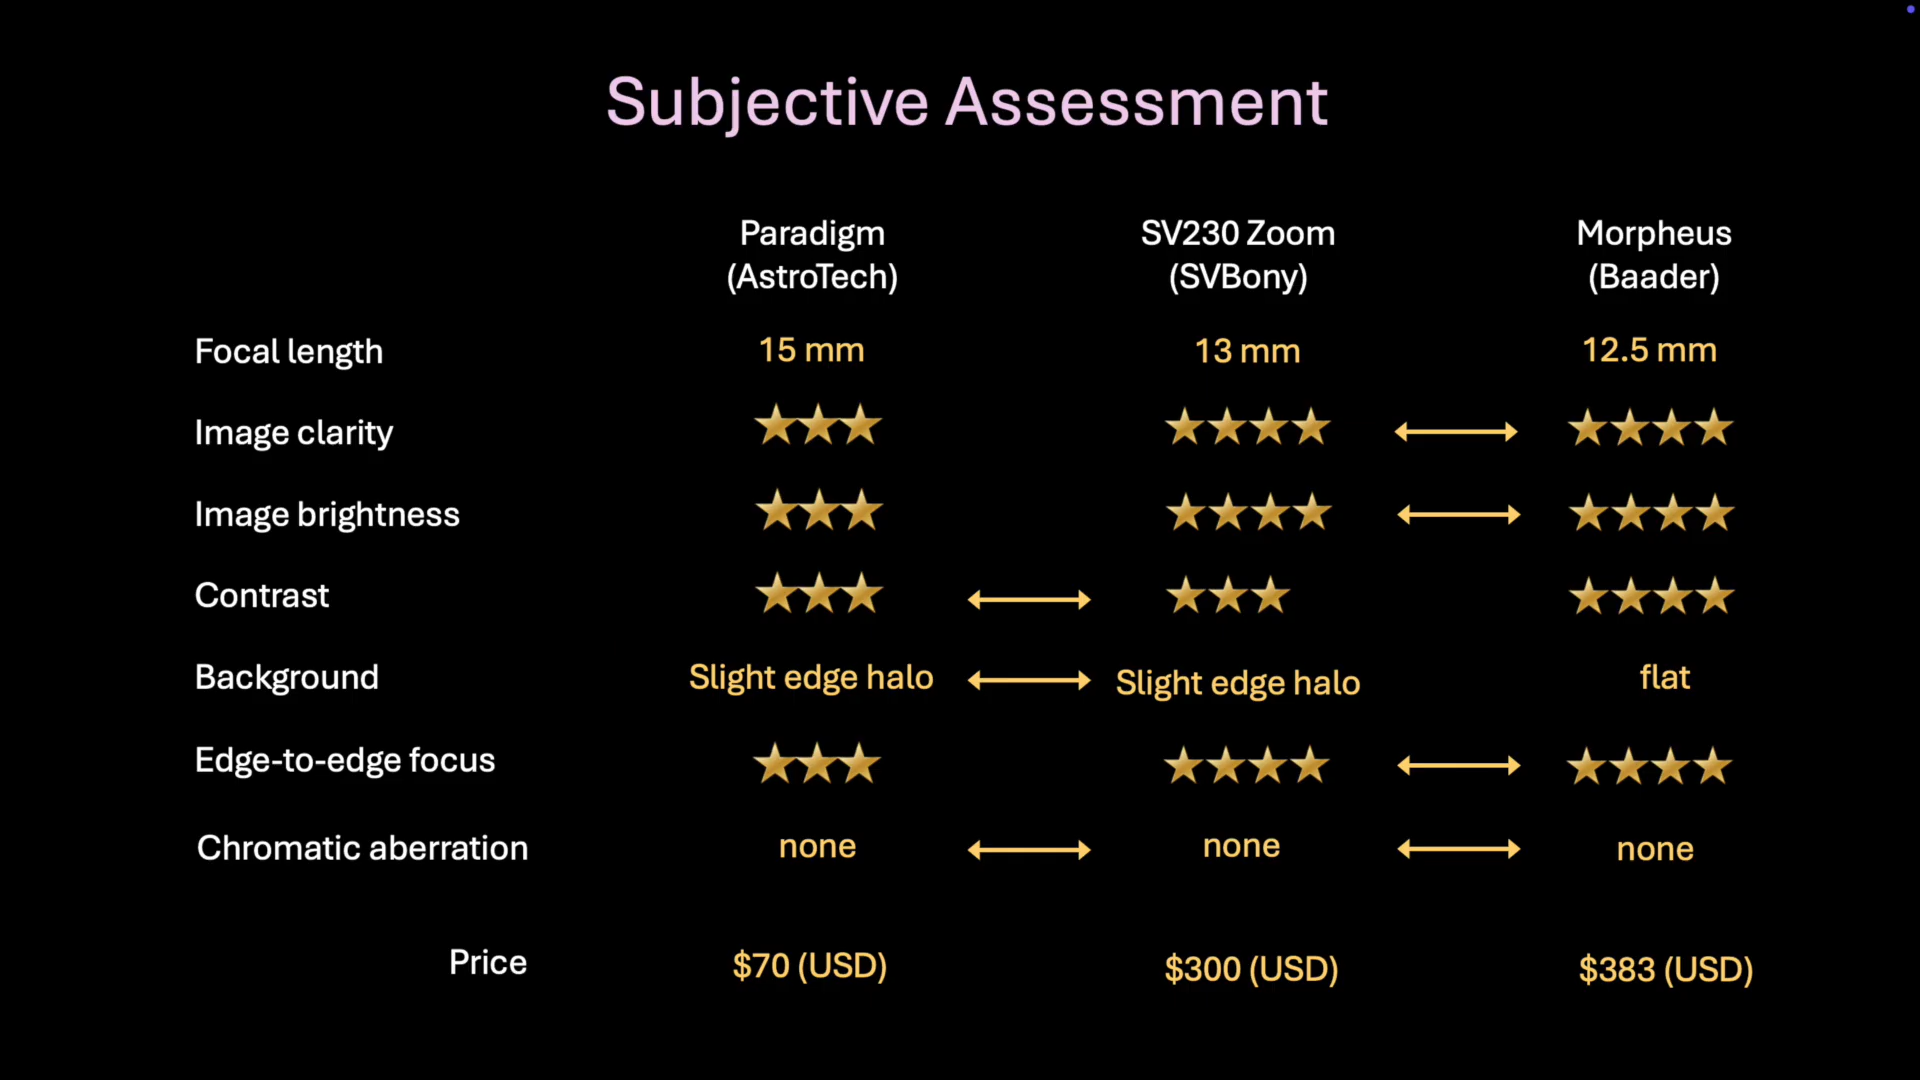 Subjective Assessment
Paradigm
(AstroTech)
SV230 Zoom
(SVBony)
Morpheus
(Baader)
Focal length 15 mm 13 mm 12.5 mm
Image clarity
Image brightness
Contrast
Background Slight edge halo Slight edge halo flat
Edge-to-edge focus
Chromatic aberration none none none
Price $70 (USD) $300 (USD) $383 (USD)